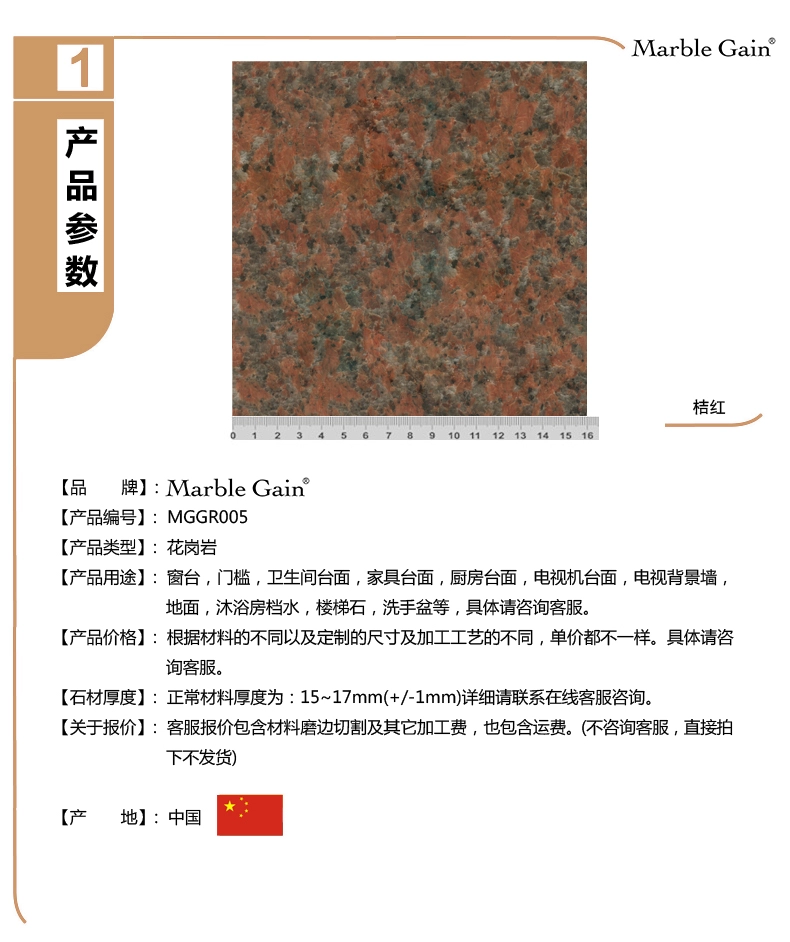 1
Marble Gain®
产品参数
0 1 2 3 4 5 6 7 8 9 10 11 12 13 14 15 16
桔红
【品 牌】: Marble Gain®
【产品编号】: MGGR005
【产品类型】: 花岗岩
【产品用途】: 窗台，门槛，卫生间台面，家具台面，厨房台面，电视机台面，电视背景墙，
地面，沐浴房档水，楼梯石，洗手盆等，具体请咨询客服。
【产品价格】: 根据材料的不同以及定制的尺寸及加工工艺的不同，单价都不一样。具体请咨
询客服。
【石材厚度】: 正常材料厚度为：15~17mm(+/-1mm)详细请联系在线客服咨询。
【关于报价】: 客服报价包含材料磨边切割及其它加工费，也包含运费。(不咨询客服，直接拍
下不发货)
【产 地】: 中国